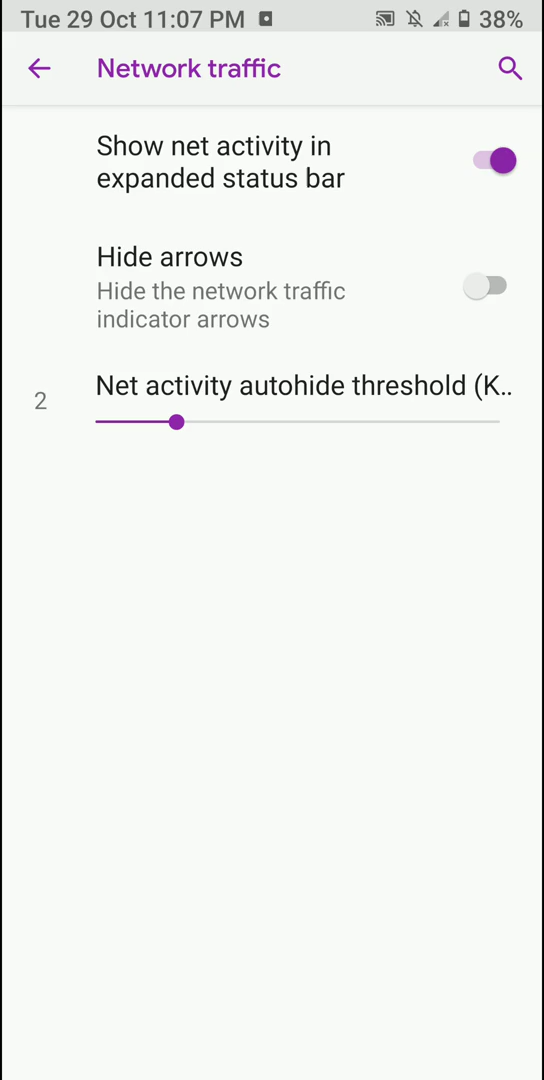 Tue 29 Oct 11:07 PM 38%
Network traffic
Show net activity in
expanded status bar
Hide arrows
Hide the network traffic
indicator arrows
Net activity autohide threshold (K..
2